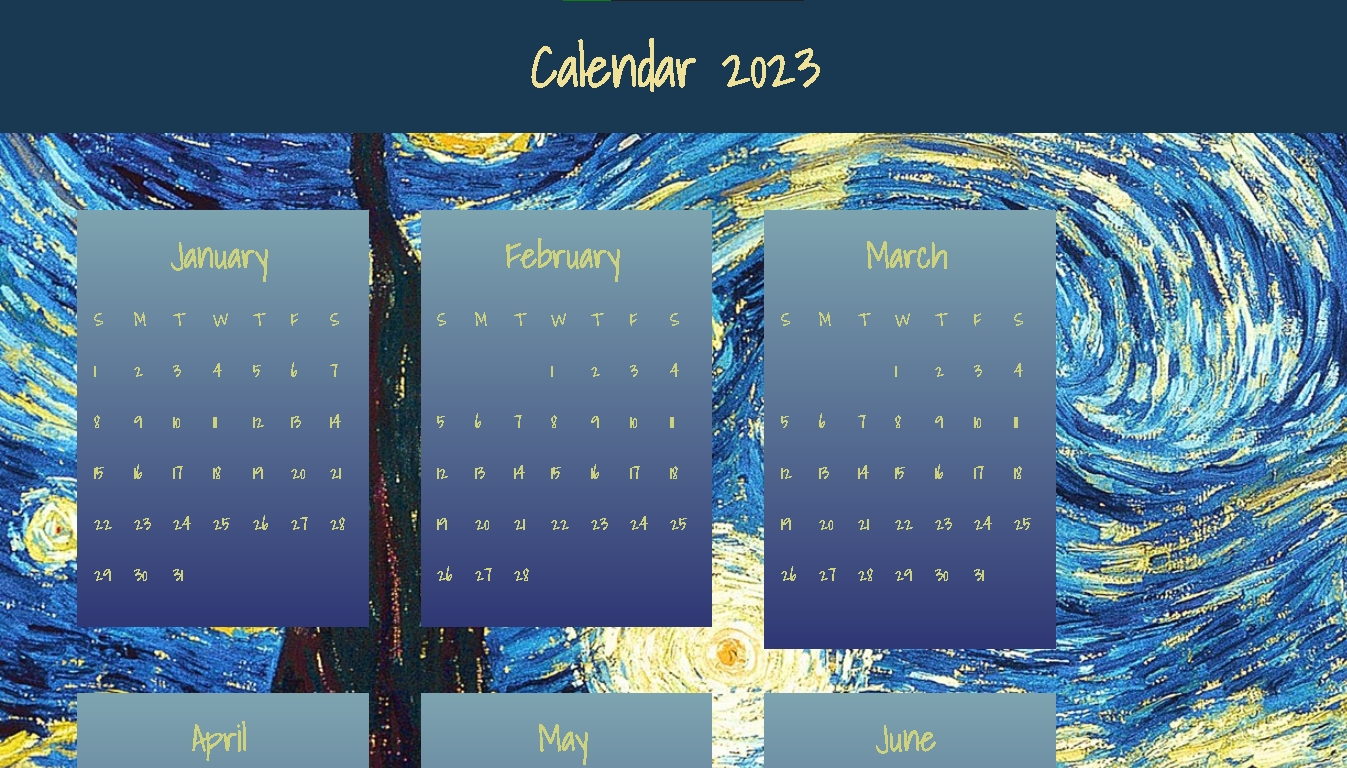 Calendar 2023
January
S M T W T F S
1 2 3 4 5 6 7
8 9 10 11 12 13 14
15 16 17 18 19 20 21
22 23 24 25 26 27 28
29 30 31
February
S M T W T F S
1 2 3 4
5 6 7 8 9 10 11
12 13 14 15 16 17 18
19 20 21 22 23 24 25
26 27 28
March
S M T W T F S
1 2 3 4
5 6 7 8 9 10 11
12 13 14 15 16 17 18
19 20 21 22 23 24 25
26 27 28 29 30 31
April
May
June